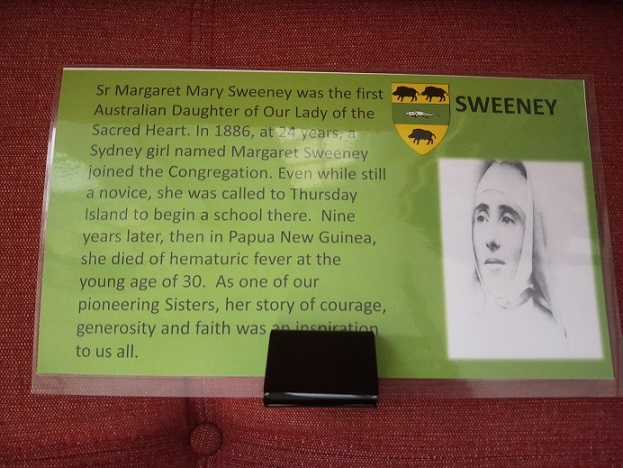 Sr Margaret Mary Sweeney was the first
Australian Daughter of Our Lady of the
Sacred Heart. In 1886, at 24 years, a
Sydney girl named Margaret Sweeney
joined the Congregation. Even while still
a novice, she was called to Thursday
Island to begin a school there. Nine
years later, then in Papua New Guinea,
she died of hematuric fever at the
young age of 30. As one of our
pioneering Sisters, her story of courage,
generosity and faith was an inspiration
to us all.
SWEENEY